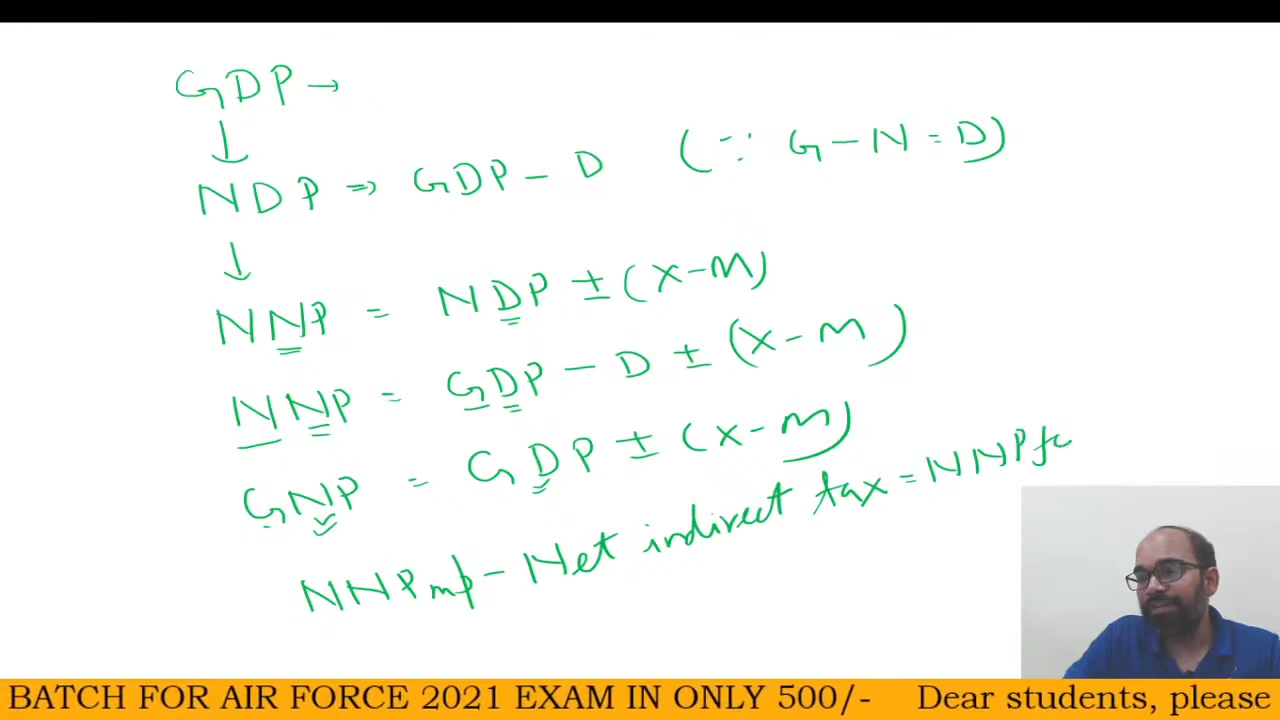 GDP →
↓
NDP ⇒ GDP - D (∵ G - N = D)
↓
NNP = NDP ± (X-M)
NNP = GDP - D ± (X-M)
GNP = GDP ± (X-M)
NNPmp - Net indirect tax = NNPfc
BATCH FOR AIR FORCE 2021 EXAM IN ONLY 500/- Dear students, please